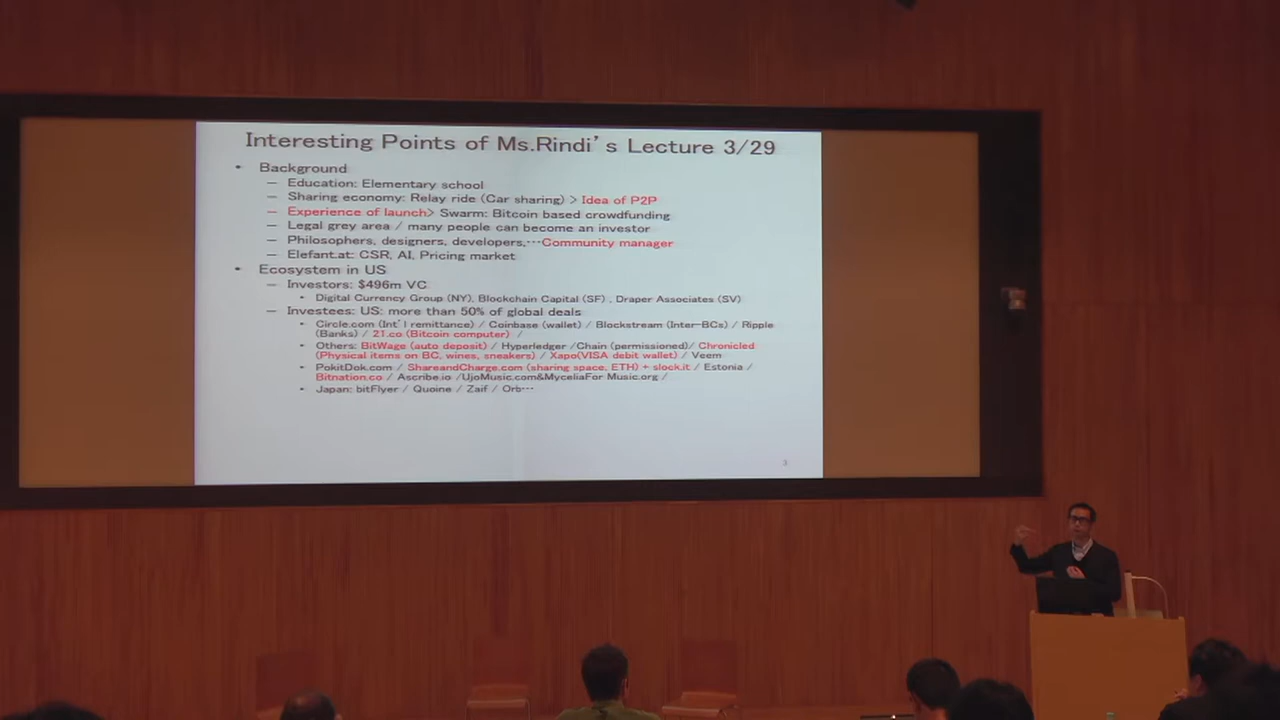 Interesting Points of Ms.Rindi's Lecture 3/29
• Background
– Education: Elementary school
– Sharing economy: Relay ride (Car sharing) > Idea of P2P
– Experience of launch> Swarm: Bitcoin based crowdfunding
– Legal grey area / many people can become an investor
– Philosophers, designers, developers,⋯Community manager
– Elefant.at: CSR, AI, Pricing market
• Ecosystem in US
– Investors: $496m VC
• Digital Currency Group (NY), Blockchain Capital (SF) , Draper Associates (SV)
– Investees: US: more than 50% of global deals
• Circle.com (Int'l remittance) / Coinbase (wallet) / Blockstream (Inter-BCs) / Ripple
(Banks) / 21.co (Bitcoin computer) /
• Others: BitWage (auto deposit) / Hyperledger /Chain (permissioned)/ Chronicled
(Physical items on BC, wines, sneakers) / Xapo(VISA debit wallet) / Veem
• PokitDok.com / ShareandCharge.com (sharing space, ETH) + slock.it / Estonia /
Bitnation.co / Ascribe.io /UjoMusic.com&MyceliaFor Music.org /
• Japan: bitFlyer / Quoine / Zaif / Orb⋯
3